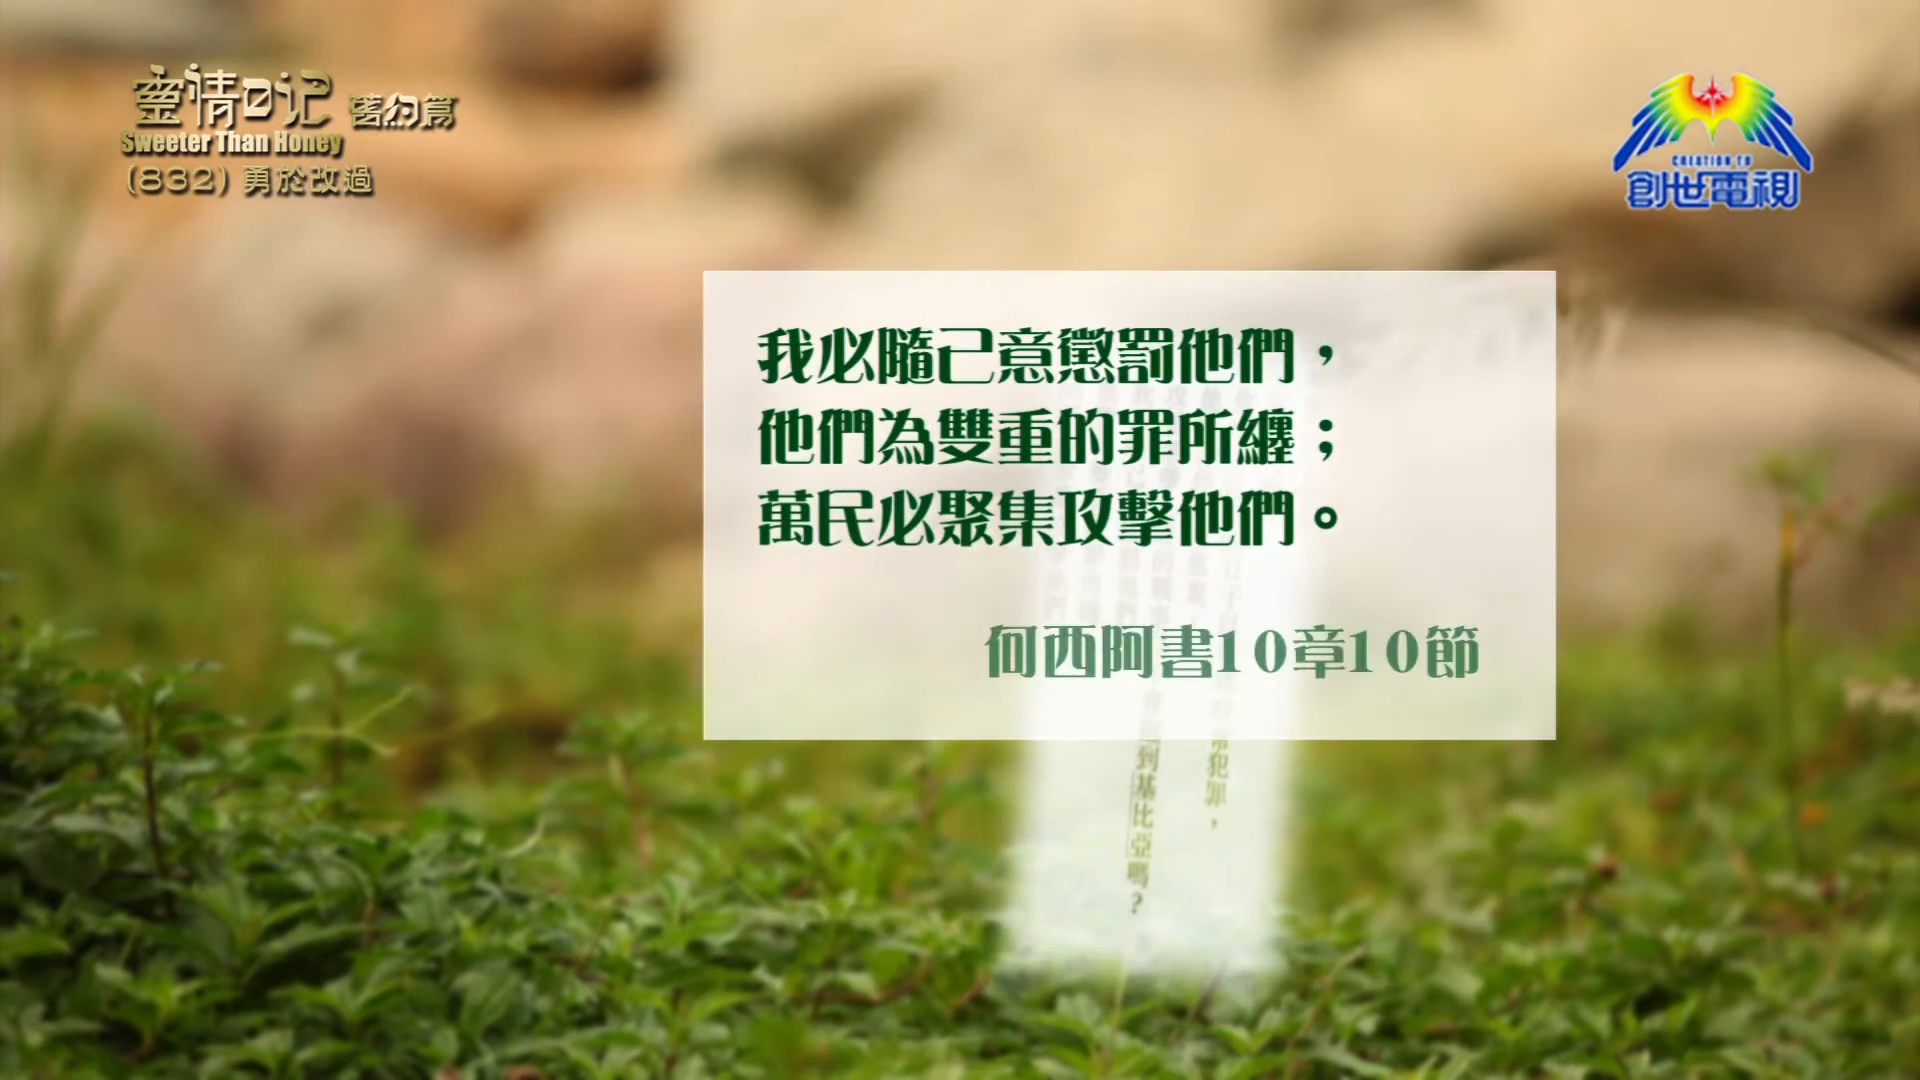 靈情日记 舊約篇
Sweeter Than Honey
(832) 勇於改過
CREATION TV
創世電視
我必隨己意懲罰他們，
他們為雙重的罪所纏；
萬民必聚集攻擊他們。
何西阿書10章10節
犯罪，
到基比亞嗎？